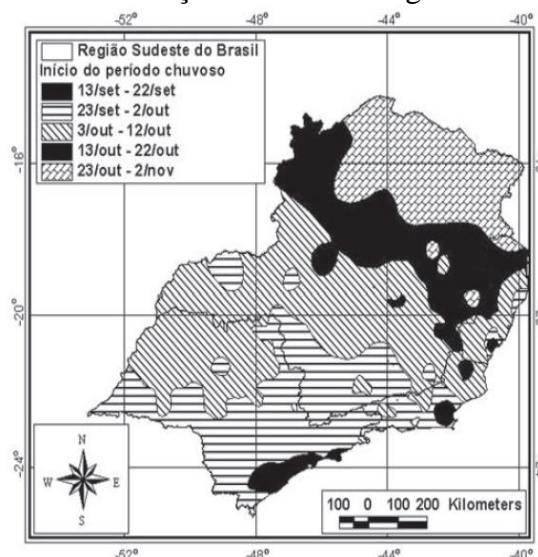 -52° -48° -44° -40°
Região Sudeste do Brasil
Início do período chuvoso
13/set - 22/set
23/set - 2/out
3/out - 12/out
13/out - 22/out
23/out - 2/nov
-16°
-20°
-24°
N
W E
S
100 0 100 200 Kilometers
-52° -48° -44° -40°